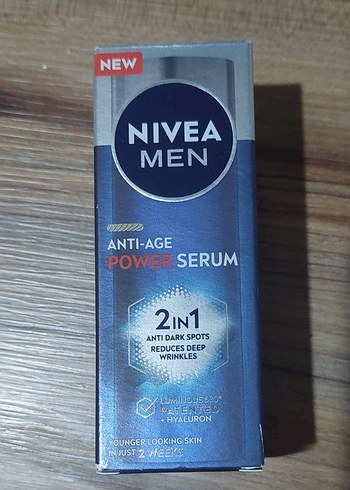 NEW
NIVEA
MEN
ANTI-AGE
POWER SERUM
2IN1
ANTI DARK SPOTS
REDUCES DEEP
WRINKLES
LUMINOUS630®
PATENTED
+ HYALURON
YOUNGER LOOKING SKIN
IN JUST 2 WEEKS